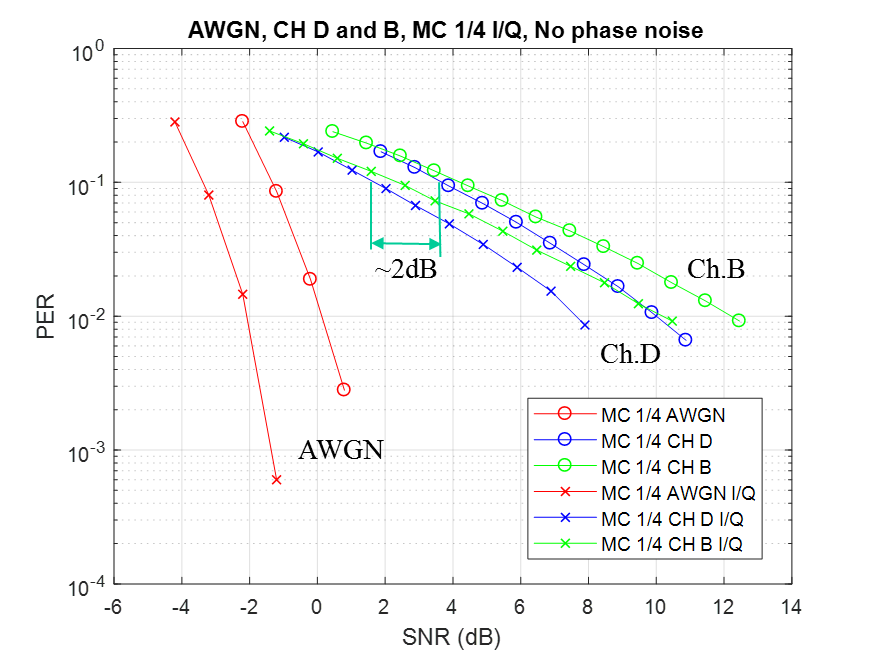 AWGN, CH D and B, MC 1/4 I/Q, No phase noise
10^0
10^-1
10^-2
10^-3
10^-4
PER
~2dB
Ch.B
Ch.D
AWGN
MC 1/4 AWGN
MC 1/4 CH D
MC 1/4 CH B
MC 1/4 AWGN I/Q
MC 1/4 CH D I/Q
MC 1/4 CH B I/Q
-6 -4 -2 0 2 4 6 8 10 12 14
SNR (dB)